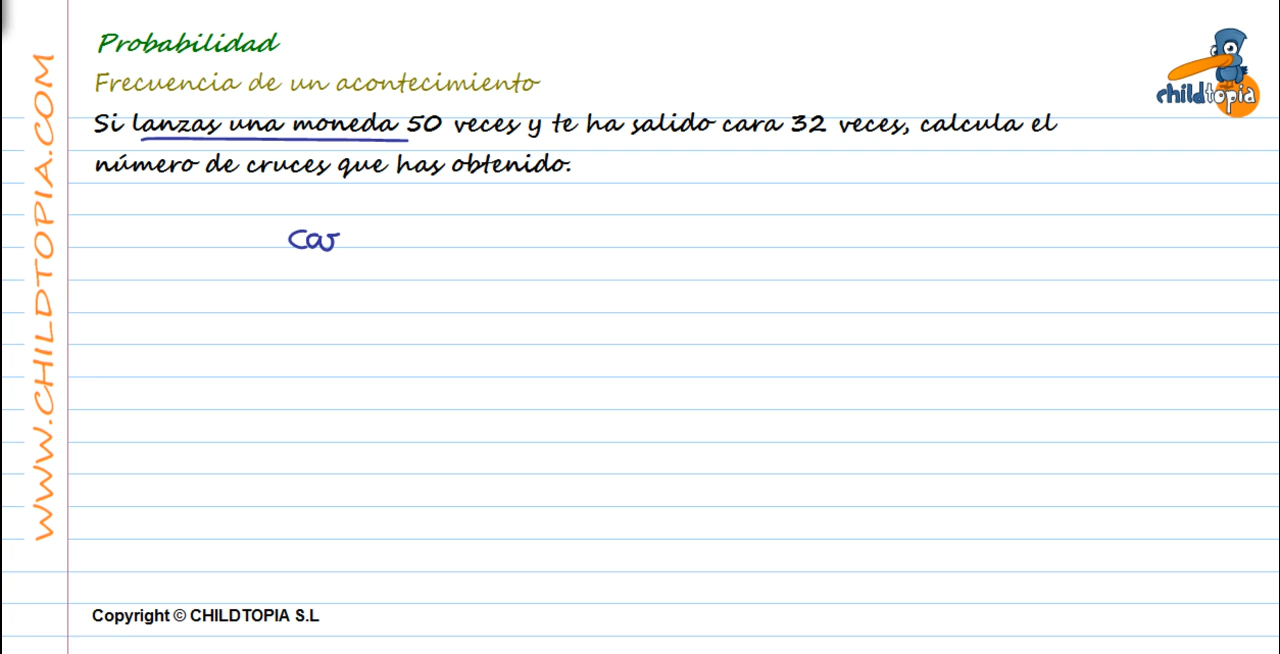 Probabilidad
Frecuencia de un acontecimiento
Si lanzas una moneda 50 veces y te ha salido cara 32 veces, calcula el
número de cruces que has obtenido.
car
WWW.CHILDTOPIA.COM
childtopia
Copyright © CHILDTOPIA S.L